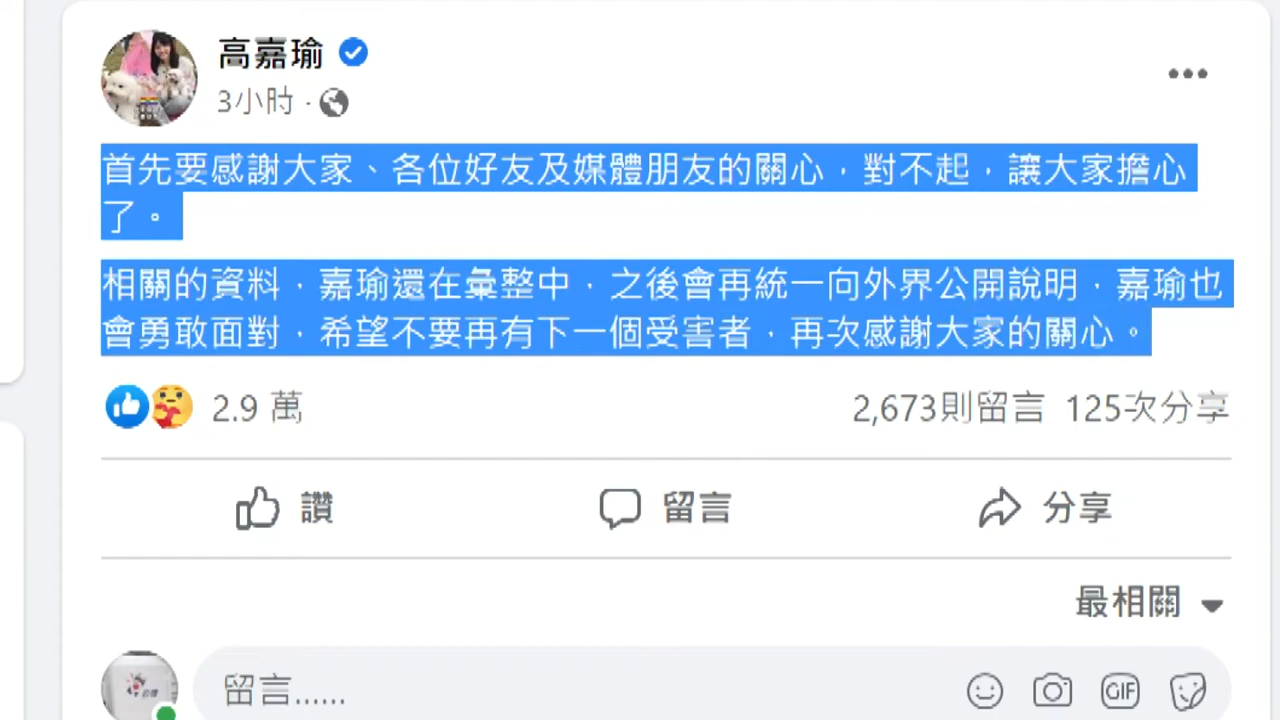 高嘉瑜
3小時 ·
首先要感謝大家、各位好友及媒體朋友的關心，對不起，讓大家擔心
了。
相關的資料，嘉瑜還在彙整中，之後會再統一向外界公開說明，嘉瑜也
會勇敢面對，希望不要再有下一個受害者，再次感謝大家的關心。
2.9 萬 2,673則留言 125次分享
讚 留言 分享
最相關
留言......
GIF